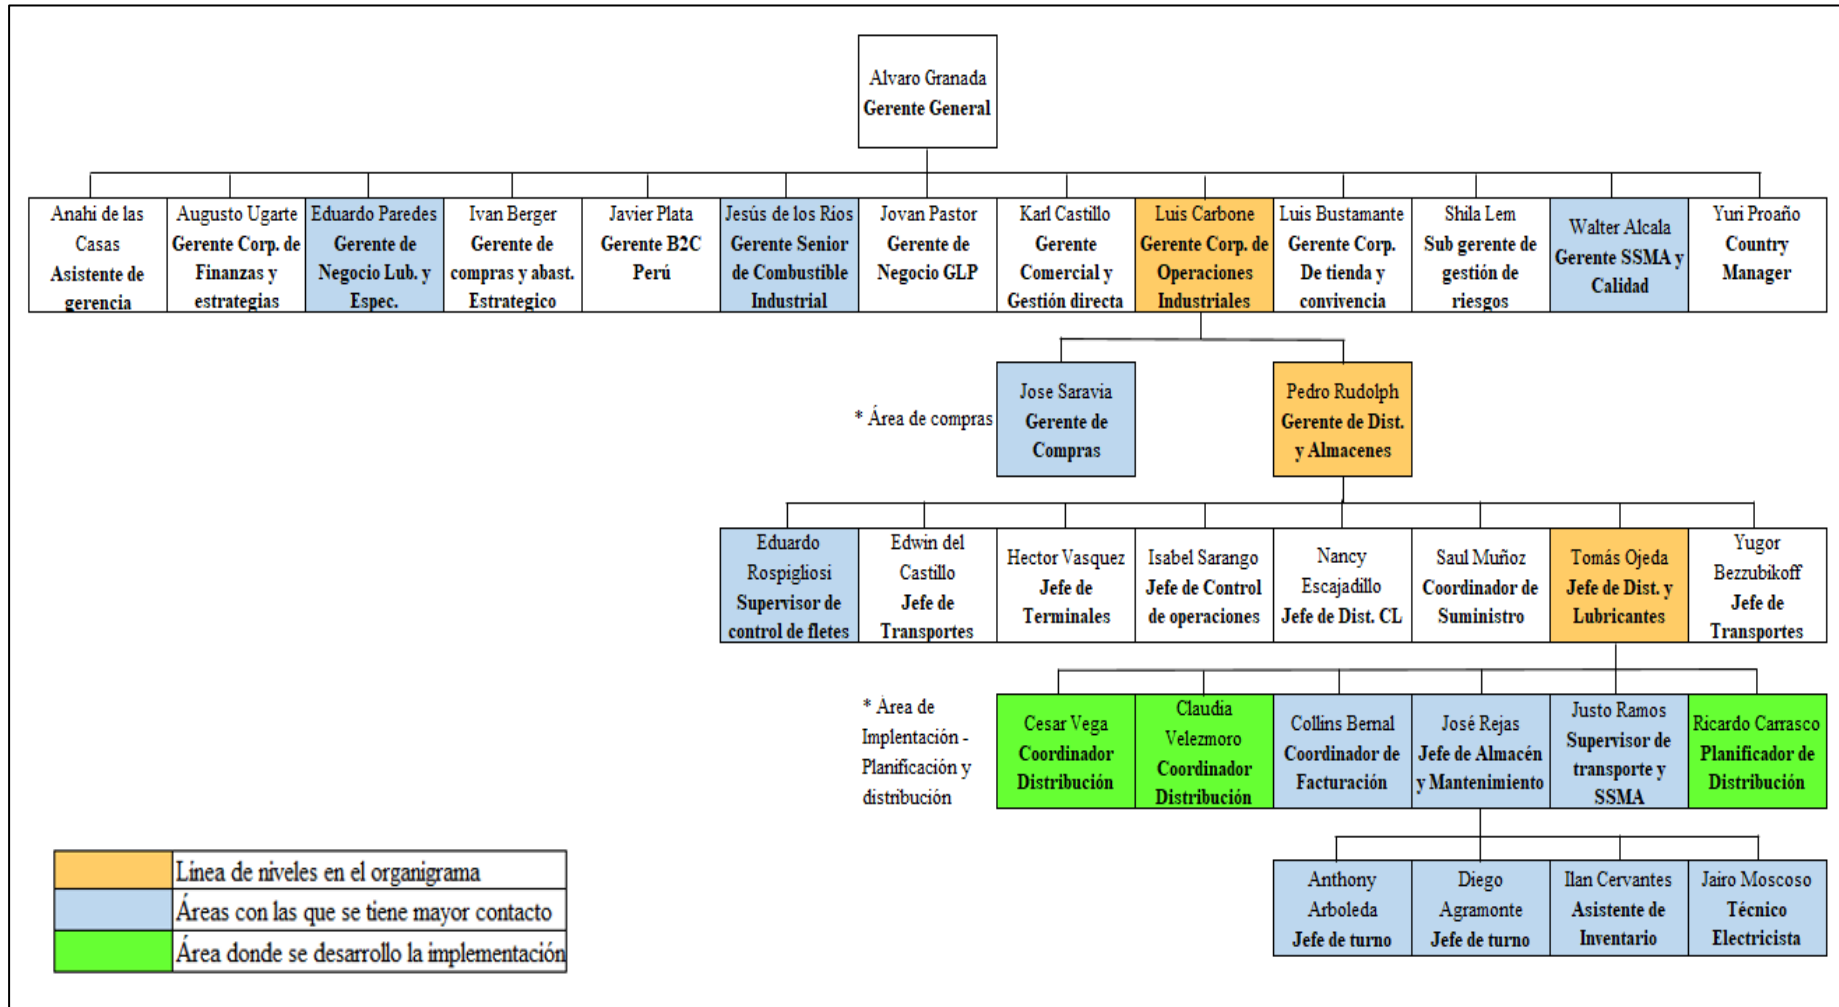 Alvaro Granada
Gerente General
Anahi de las
Casas
Asistente de
gerencia
Augusto Ugarte
Gerente Corp. de
Finanzas y
estrategias
Eduardo Paredes
Gerente de
Negocio Lub. y
Espec.
Ivan Berger
Gerente de
compras y abast.
Estrategico
Javier Plata
Gerente B2C
Perú
Jesús de los Rios
Gerente Senior
de Combustible
Industrial
Jovan Pastor
Gerente de
Negocio GLP
Karl Castillo
Gerente
Comercial y
Gestión directa
Luis Carbone
Gerente Corp. de
Operaciones
Industriales
Luis Bustamante
Gerente Corp.
De tienda y
convivencia
Shila Lem
Sub gerente de
gestión de
riesgos
Walter Alcala
Gerente SSMA y
Calidad
Yuri Proaño
Country
Manager
* Área de compras
Jose Saravia
Gerente de
Compras
Pedro Rudolph
Gerente de Dist.
y Almacenes
Eduardo
Rospigliosi
Supervisor de
control de fletes
Edwin del
Castillo
Jefe de
Transportes
Hector Vasquez
Jefe de
Terminales
Isabel Sarango
Jefe de Control
de operaciones
Nancy
Escajadillo
Jefe de Dist. CL
Saul Muñoz
Coordinador de
Suministro
Tomás Ojeda
Jefe de Dist. y
Lubricantes
Yugor
Bezzubikoff
Jefe de
Transportes
* Área de
Implentación -
Planificación y
distribución
Cesar Vega
Coordinador
Distribución
Claudia
Velezmoro
Coordinador
Distribución
Collins Bernal
Coordinador de
Facturación
José Rejas
Jefe de Almacén
y Mantenimiento
Justo Ramos
Supervisor de
transporte y
SSMA
Ricardo Carrasco
Planificador de
Distribución
Anthony
Arboleda
Jefe de turno
Diego
Agramonte
Jefe de turno
Ilan Cervantes
Asistente de
Inventario
Jairo Moscoso
Técnico
Electricista
Línea de niveles en el organigrama
Áreas con las que se tiene mayor contacto
Área donde se desarrollo la implementación